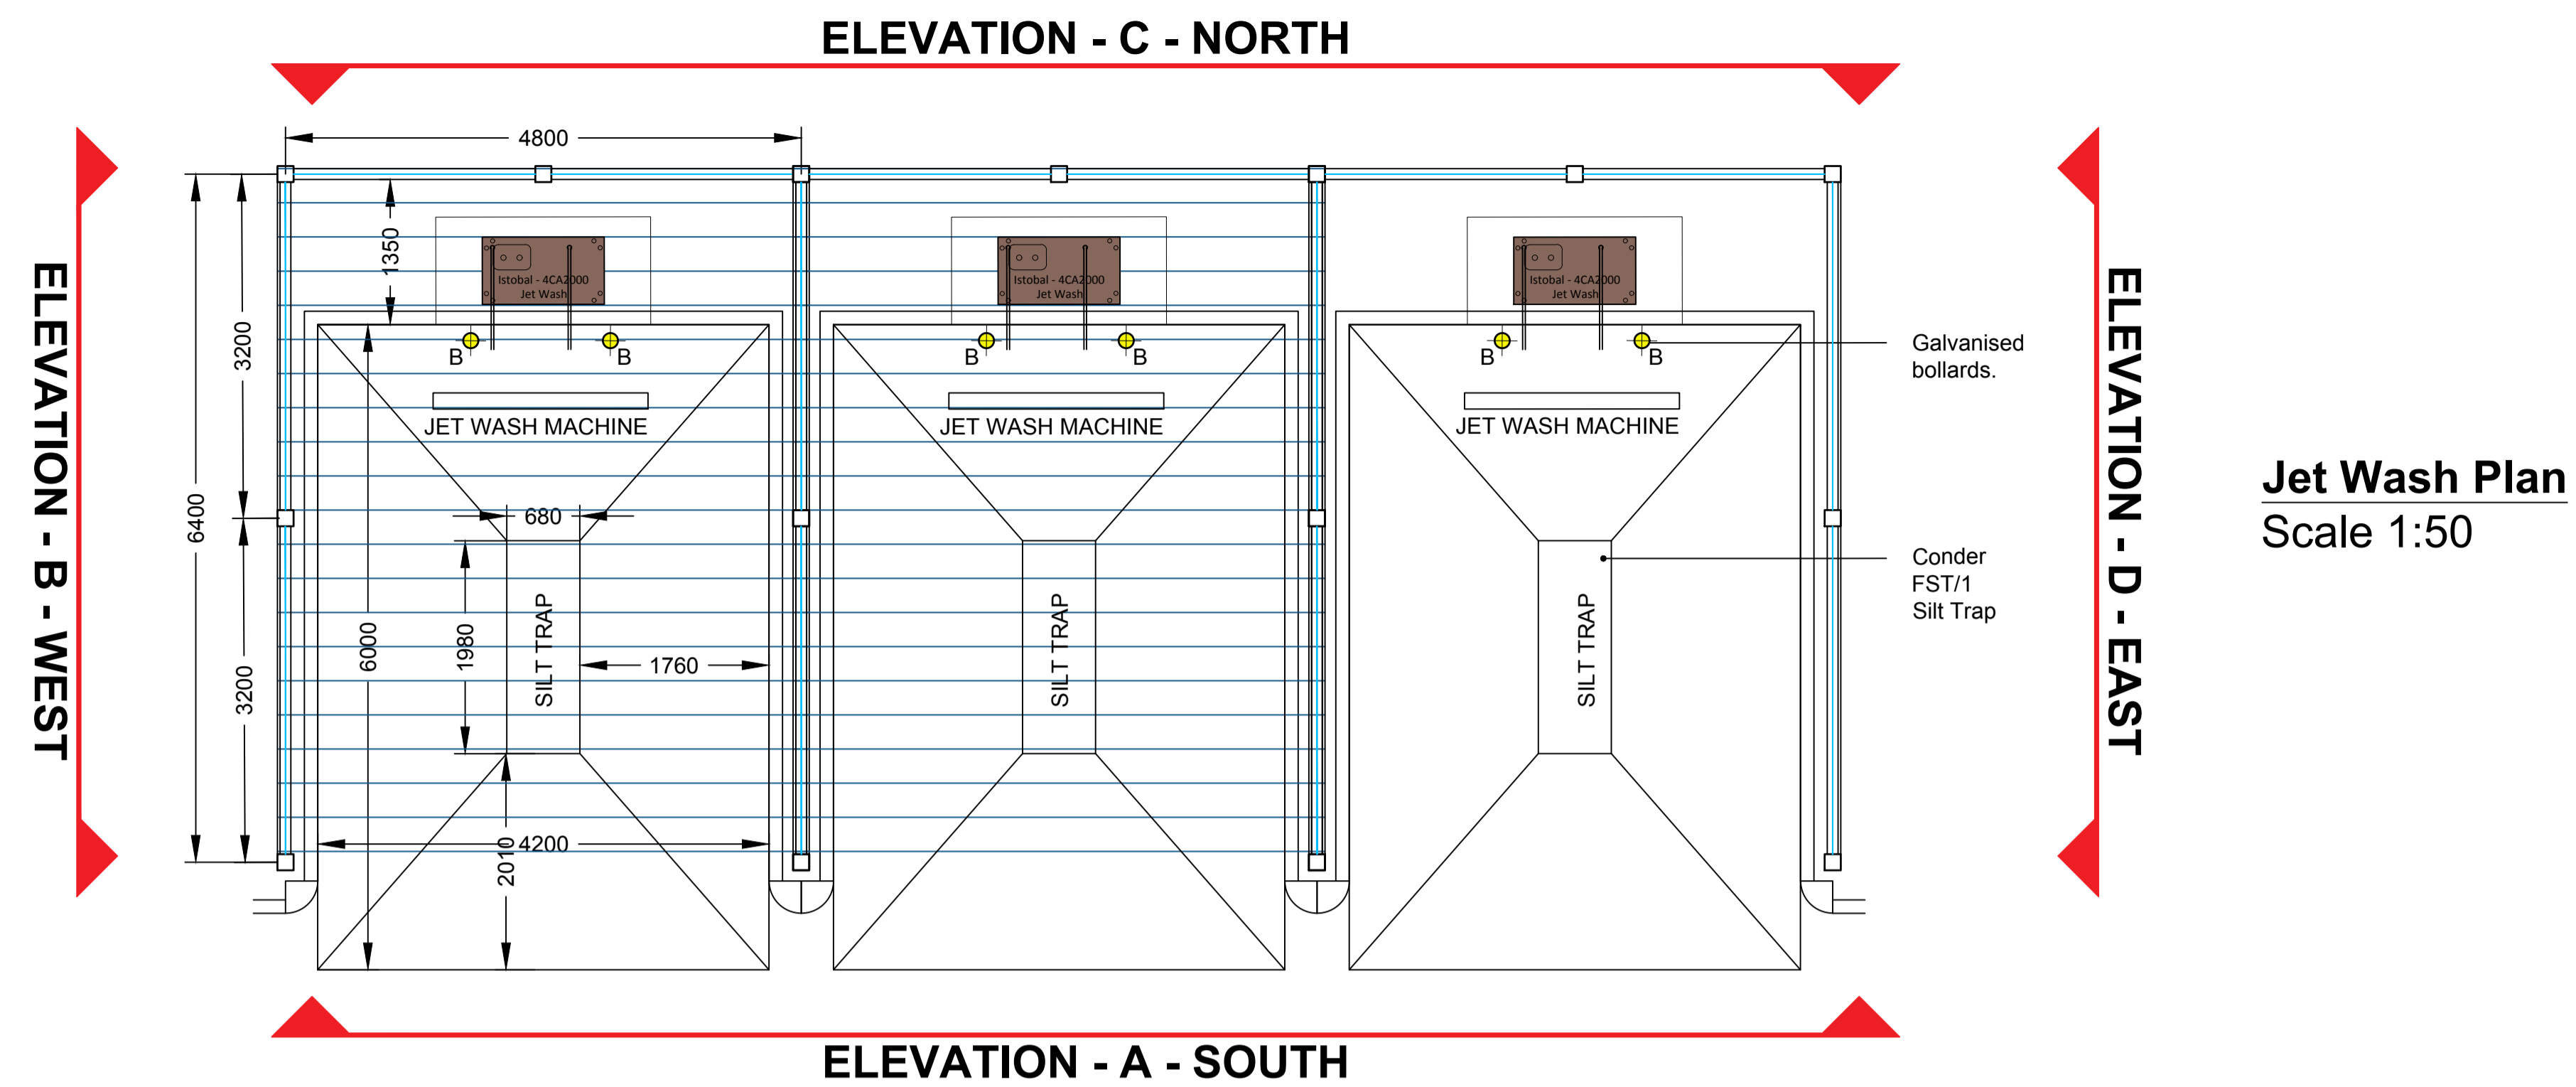 ELEVATION - C - NORTH
4800
1350
3200
6400
3200
Istobal - 4CA2000
Jet Wash
Istobal - 4CA2000
Jet Wash
Istobal - 4CA2000
Jet Wash
B
B
B
B
B
B
Galvanised
bollards.
JET WASH MACHINE
JET WASH MACHINE
JET WASH MACHINE
ELEVATION - B - WEST
ELEVATION - D - EAST
Jet Wash Plan
Scale 1:50
680
1980
6000
SILT TRAP
1760
SILT TRAP
SILT TRAP
Conder
FST/1
Silt Trap
4200
2010
ELEVATION - A - SOUTH